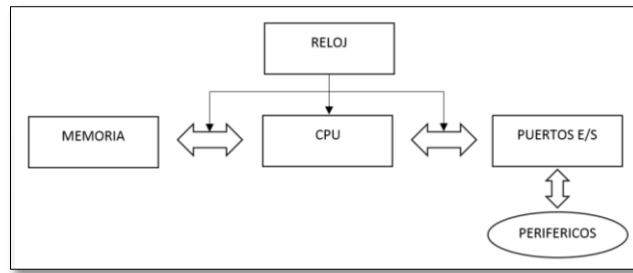 RELOJ
MEMORIA
CPU
PUERTOS E/S
PERIFERICOS